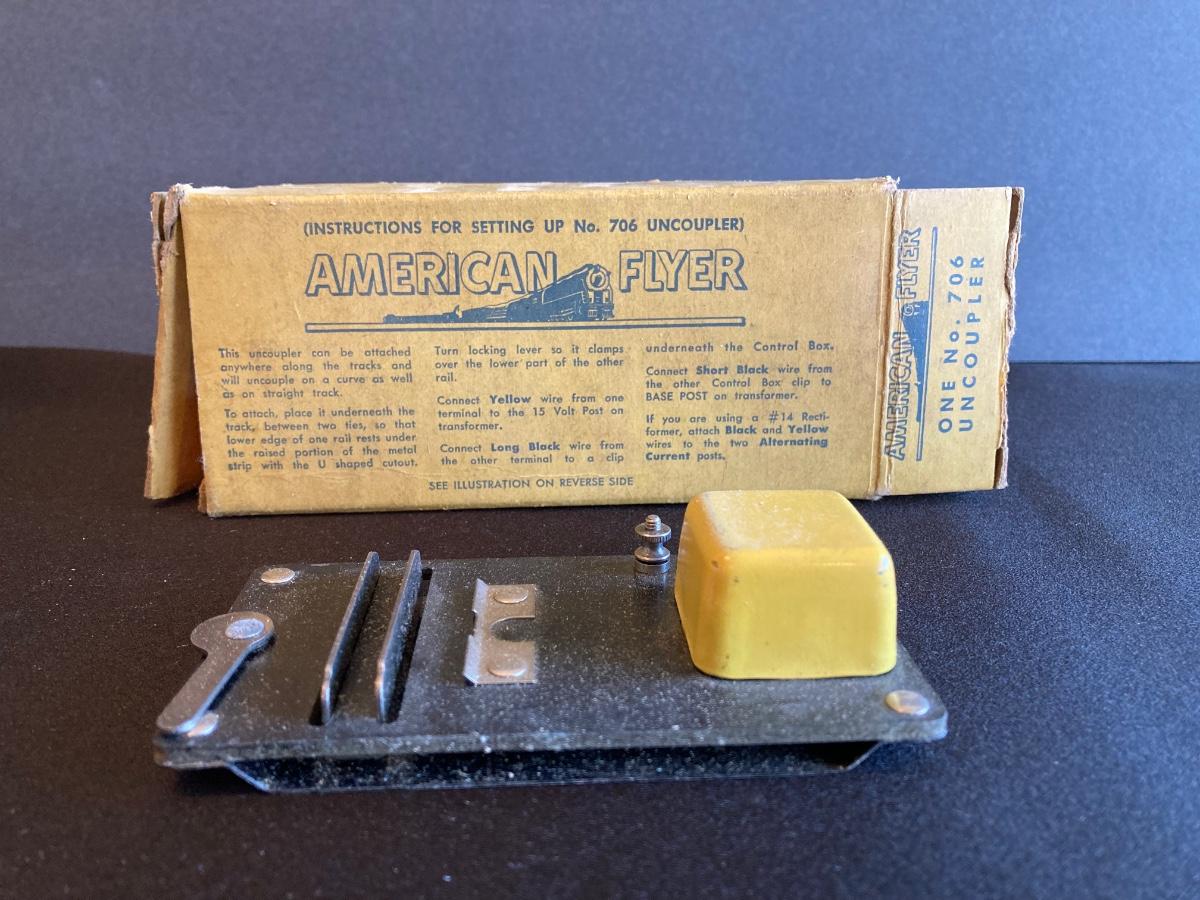 (INSTRUCTIONS FOR SETTING UP No. 706 UNCOUPLER)
AMERICAN FLYER
This uncoupler can be attached
anywhere along the tracks and
will uncouple on a curve as well
as on straight track.
To attach, place it underneath the
track, between two ties, so that
lower edge of one rail rests under
the raised portion of the metal
strip with the U shaped cutout.
Turn locking lever so it clamps
over the lower part of the other
rail.
Connect Yellow wire from one
terminal to the 15 Volt Post on
transformer.
Connect Long Black wire from
the other terminal to a clip
underneath the Control Box.
Connect Short Black wire from
the other Control Box clip to
BASE POST on transformer.
If you are using a #14 Recti-
former, attach Black and Yellow
wires to the two Alternating
Current posts.
SEE ILLUSTRATION ON REVERSE SIDE
AMERICAN FLYER
ONE No. 706
UNCOUPLER